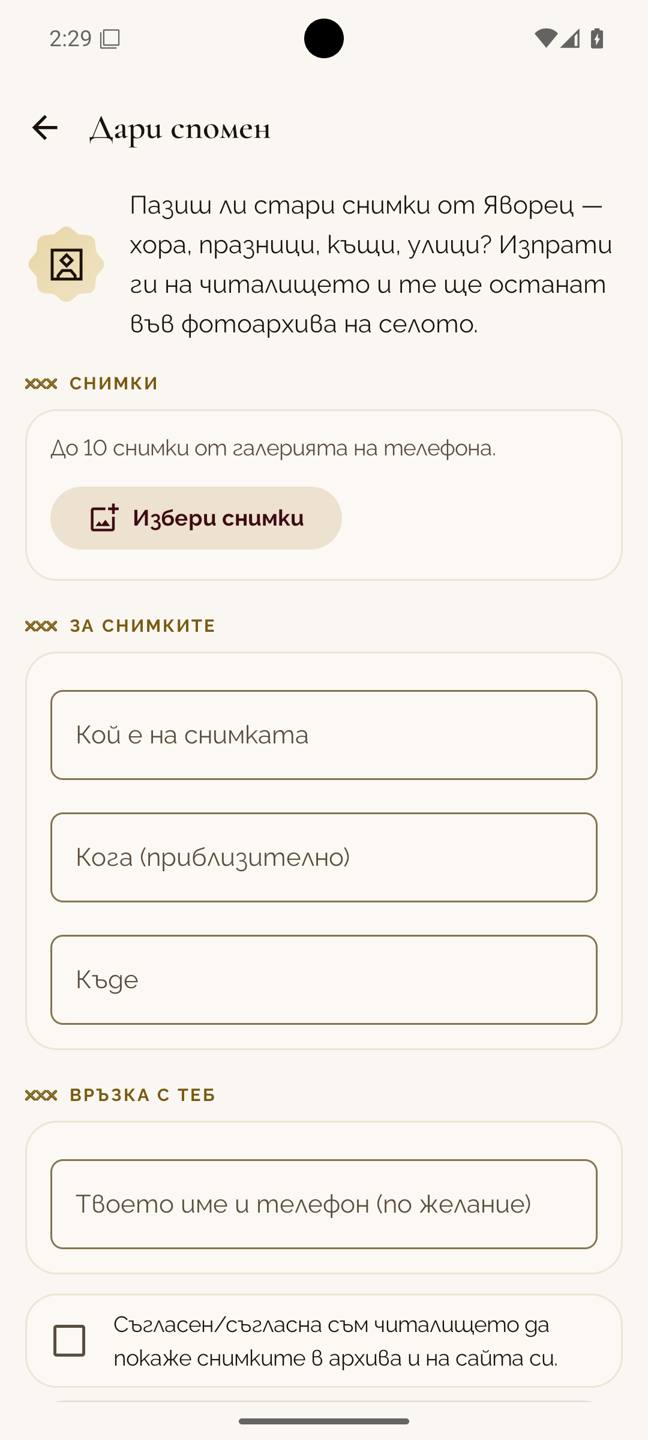 2:29
Дари спомен
Пазиш ли стари снимки от Яворец —
хора, празници, къщи, улици? Изпрати
ги на читалището и те ще останат
във фотоархива на селото.
СНИМКИ
До 10 снимки от галерията на телефона.
Избери снимки
ЗА СНИМКИТЕ
Кой е на снимката
Кога (приблизително)
Къде
ВРЪЗКА С ТЕБ
Твоето име и телефон (по желание)
Съгласен/съгласна съм читалището да
покаже снимките в архива и на сайта си.